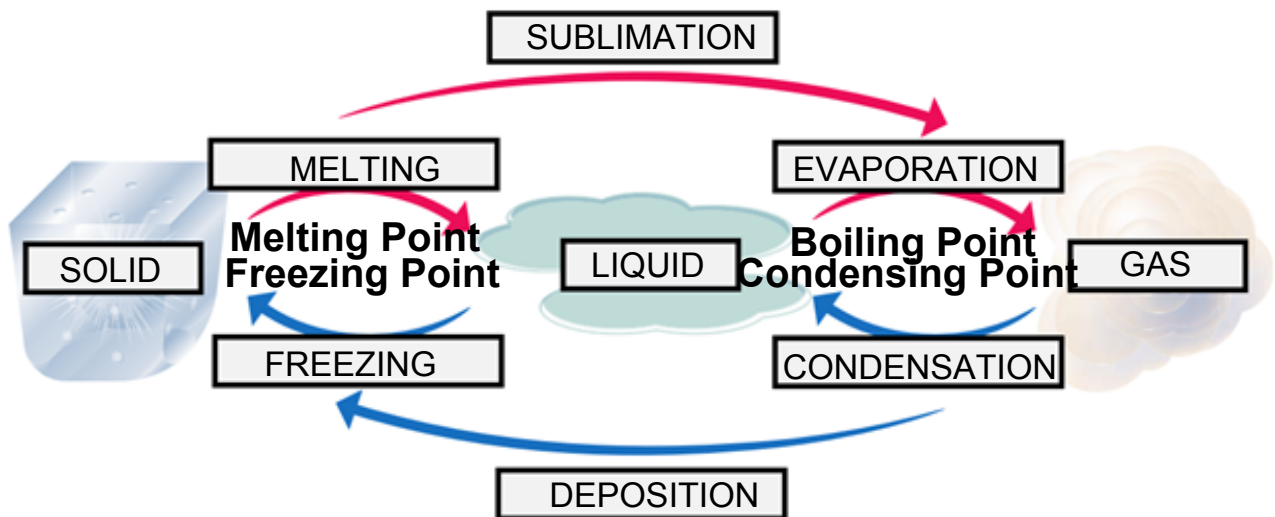 SUBLIMATION
MELTING
EVAPORATION
Melting Point
Freezing Point
Boiling Point
Condensing Point
SOLID
LIQUID
GAS
FREEZING
CONDENSATION
DEPOSITION